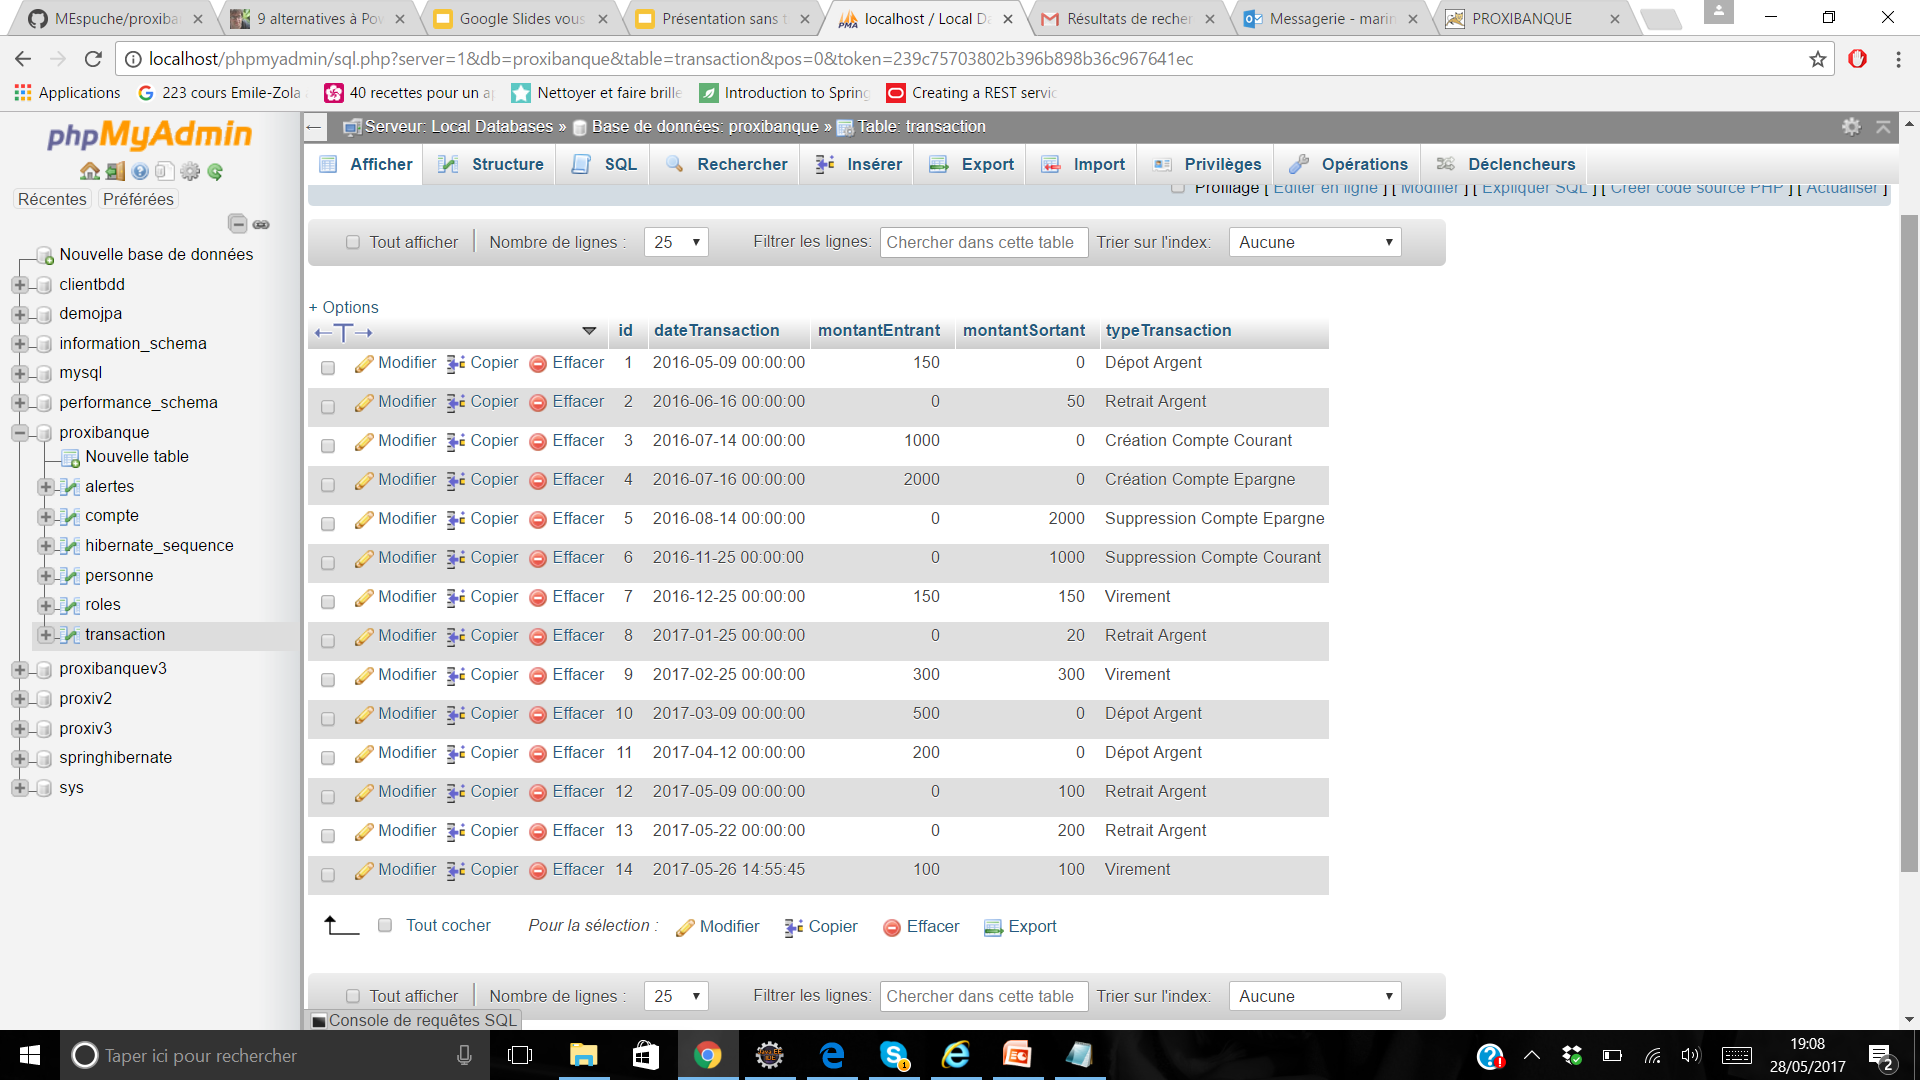 MEspuche/proxiba
9 alternatives à Pow
Google Slides vous
Présentation sans t
localhost / Local Da
Résultats de recher
Messagerie - marin
PROXIBANQUE
localhost/phpmyadmin/sql.php?server=1&db=proxibanque&table=transaction&pos=0&token=239c75703802b396b898b36c967641ec
Applications
223 cours Emile-Zola
40 recettes pour un a
Nettoyer et faire brille
Introduction to Spring
Creating a REST servic
phpMyAdmin
Récentes
Préférées
Nouvelle base de données
clientbdd
demojpa
information_schema
mysql
performance_schema
proxibanque
Nouvelle table
alertes
compte
hibernate_sequence
personne
roles
transaction
proxibanquev3
proxiv2
proxiv3
springhibernate
sys
Serveur: Local Databases » Base de données: proxibanque » Table: transaction
Afficher Structure SQL Rechercher Insérer Export Import Privilèges Opérations Déclencheurs
Profilage [ Éditer en ligne ] [ Modifier ] [ Expliquer SQL ] [ Créer code source PHP ] [ Actualiser ]
Tout afficher Nombre de lignes : 25 Filtrer les lignes: Chercher dans cette table Trier sur l'index: Aucune
+ Options
←T→ id dateTransaction montantEntrant montantSortant typeTransaction
Modifier Copier Effacer 1 2016-05-09 00:00:00 150 0 Dépot Argent
Modifier Copier Effacer 2 2016-06-16 00:00:00 0 50 Retrait Argent
Modifier Copier Effacer 3 2016-07-14 00:00:00 1000 0 Création Compte Courant
Modifier Copier Effacer 4 2016-07-16 00:00:00 2000 0 Création Compte Epargne
Modifier Copier Effacer 5 2016-08-14 00:00:00 0 2000 Suppression Compte Epargne
Modifier Copier Effacer 6 2016-11-25 00:00:00 0 1000 Suppression Compte Courant
Modifier Copier Effacer 7 2016-12-25 00:00:00 150 150 Virement
Modifier Copier Effacer 8 2017-01-25 00:00:00 0 20 Retrait Argent
Modifier Copier Effacer 9 2017-02-25 00:00:00 300 300 Virement
Modifier Copier Effacer 10 2017-03-09 00:00:00 500 0 Dépot Argent
Modifier Copier Effacer 11 2017-04-12 00:00:00 200 0 Dépot Argent
Modifier Copier Effacer 12 2017-05-09 00:00:00 0 100 Retrait Argent
Modifier Copier Effacer 13 2017-05-22 00:00:00 0 200 Retrait Argent
Modifier Copier Effacer 14 2017-05-26 14:55:45 100 100 Virement
Tout cocher Pour la sélection : Modifier Copier Effacer Export
Tout afficher Nombre de lignes : 25 Filtrer les lignes: Chercher dans cette table Trier sur l'index: Aucune
Console de requêtes SQL
Taper ici pour rechercher
19:08
28/05/2017
2